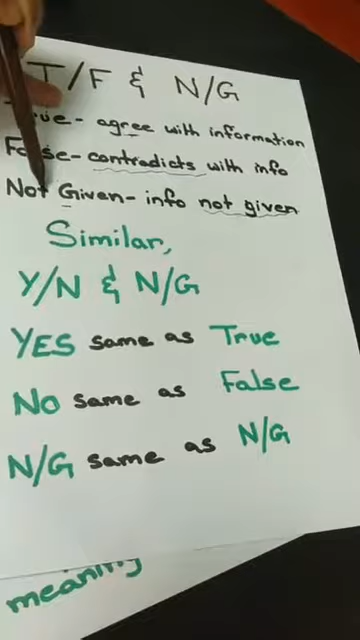 T/F & N/G
True- agree with information
False- contradicts with info
Not Given- info not given
Similar,
Y/N & N/G
YES same as True
No same as False
N/G same as N/G
meaning